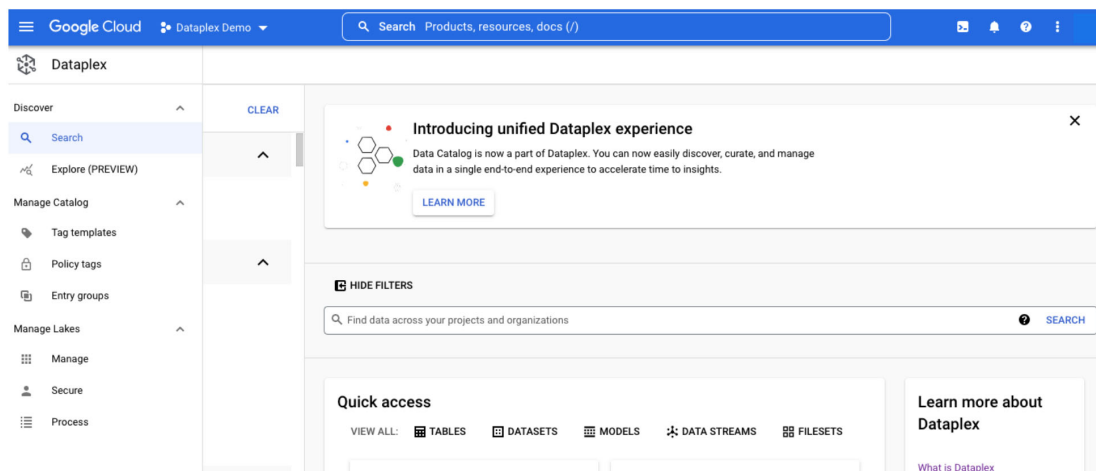 Google Cloud
Dataplex Demo
Search Products, resources, docs (/)
Dataplex
Discover
Search
Explore (PREVIEW)
Manage Catalog
Tag templates
Policy tags
Entry groups
Manage Lakes
Manage
Secure
Process
CLEAR
Introducing unified Dataplex experience
Data Catalog is now a part of Dataplex. You can now easily discover, curate, and manage
data in a single end-to-end experience to accelerate time to insights.
LEARN MORE
HIDE FILTERS
Find data across your projects and organizations
SEARCH
Quick access
VIEW ALL: TABLES DATASETS MODELS DATA STREAMS FILESETS
Learn more about
Dataplex
What is Dataplex